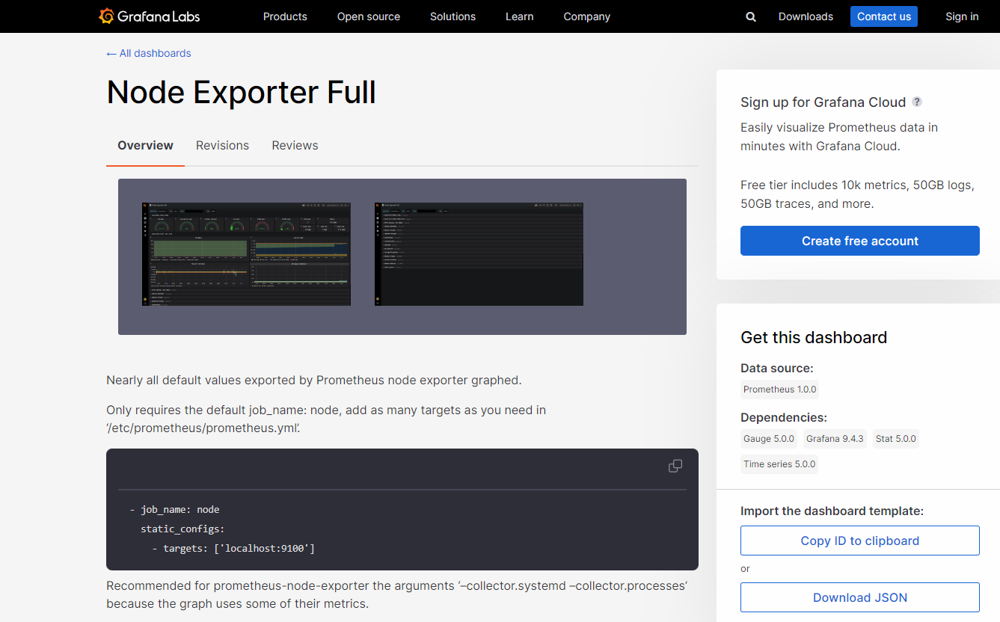 Grafana Labs
Products
Open source
Solutions
Learn
Company
Downloads
Contact us
Sign in
← All dashboards
Node Exporter Full
Overview
Revisions
Reviews
Nearly all default values exported by Prometheus node exporter graphed.
Only requires the default job_name: node, add as many targets as you need in
‘/etc/prometheus/prometheus.yml’.
- job_name: node
static_configs:
- targets: ['localhost:9100']
Recommended for prometheus-node-exporter the arguments ‘–collector.systemd –collector.processes’
because the graph uses some of their metrics.
Sign up for Grafana Cloud ?
Easily visualize Prometheus data in
minutes with Grafana Cloud.
Free tier includes 10k metrics, 50GB logs,
50GB traces, and more.
Create free account
Get this dashboard
Data source:
Prometheus 1.0.0
Dependencies:
Gauge 5.0.0
Grafana 9.4.3
Stat 5.0.0
Time series 5.0.0
Import the dashboard template:
Copy ID to clipboard
or
Download JSON